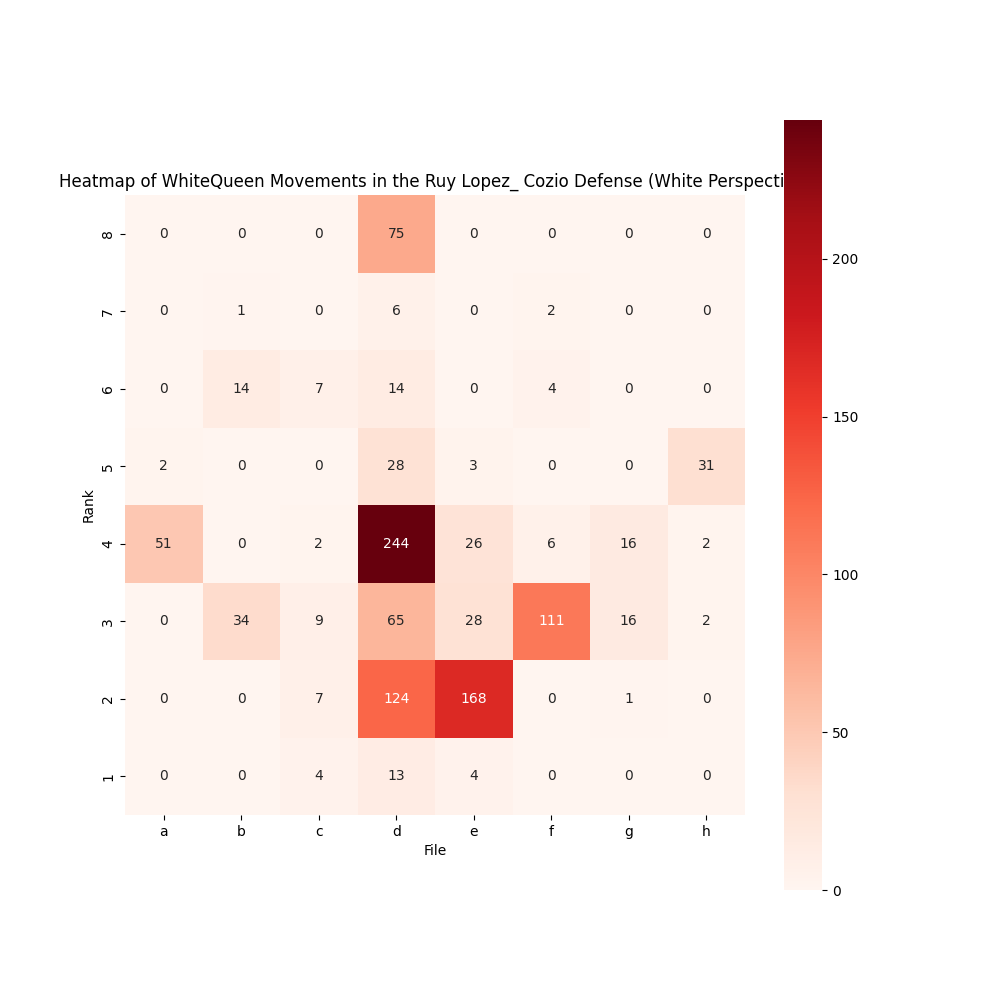 Heatmap of WhiteQueen Movements in the Ruy Lopez_ Cozio Defense (White Perspecti
8 0 0 0 75 0 0 0 0
7 0 1 0 6 0 2 0 0
6 0 14 7 14 0 4 0 0
5 2 0 0 28 3 0 0 31
4 51 0 2 244 26 6 16 2
3 0 34 9 65 28 111 16 2
2 0 0 7 124 168 0 1 0
1 0 0 4 13 4 0 0 0
a b c d e f g h
File
Rank
200
150
100
50
0